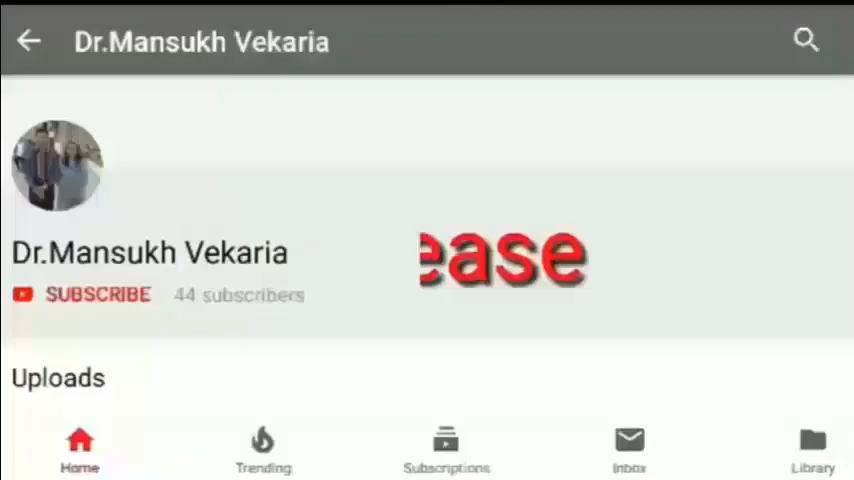 Dr.Mansukh Vekaria
Dr.Mansukh Vekaria
SUBSCRIBE 44 subscribers
ease
Uploads
Home Trending Subscriptions Inbox Library